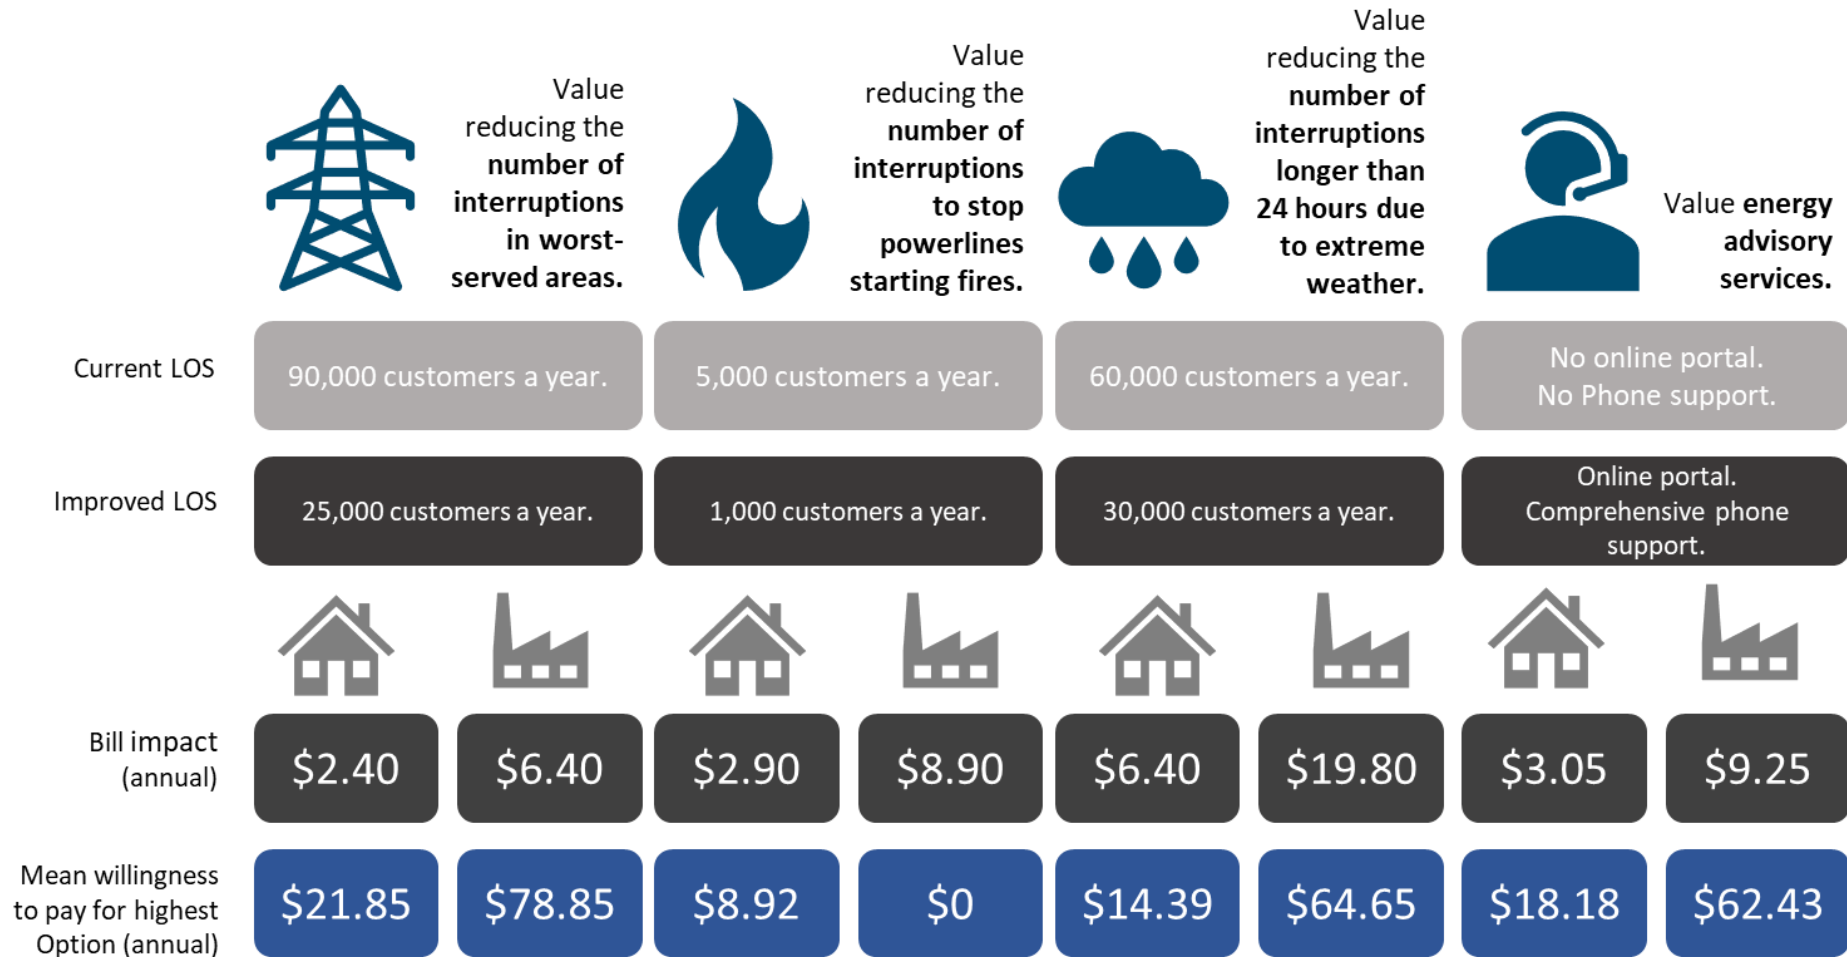 Value
reducing the
number of
interruptions
in worst-
served areas.
Value
reducing the
number of
interruptions
to stop
powerlines
starting fires.
Value
reducing the
number of
interruptions
longer than
24 hours due
to extreme
weather.
Value energy
advisory
services.
Current LOS
90,000 customers a year.
5,000 customers a year.
60,000 customers a year.
No online portal.
No Phone support.
Improved LOS
25,000 customers a year.
1,000 customers a year.
30,000 customers a year.
Online portal.
Comprehensive phone
support.
Bill impact
(annual)
$2.40
$6.40
$2.90
$8.90
$6.40
$19.80
$3.05
$9.25
Mean willingness
to pay for highest
Option (annual)
$21.85
$78.85
$8.92
$0
$14.39
$64.65
$18.18
$62.43